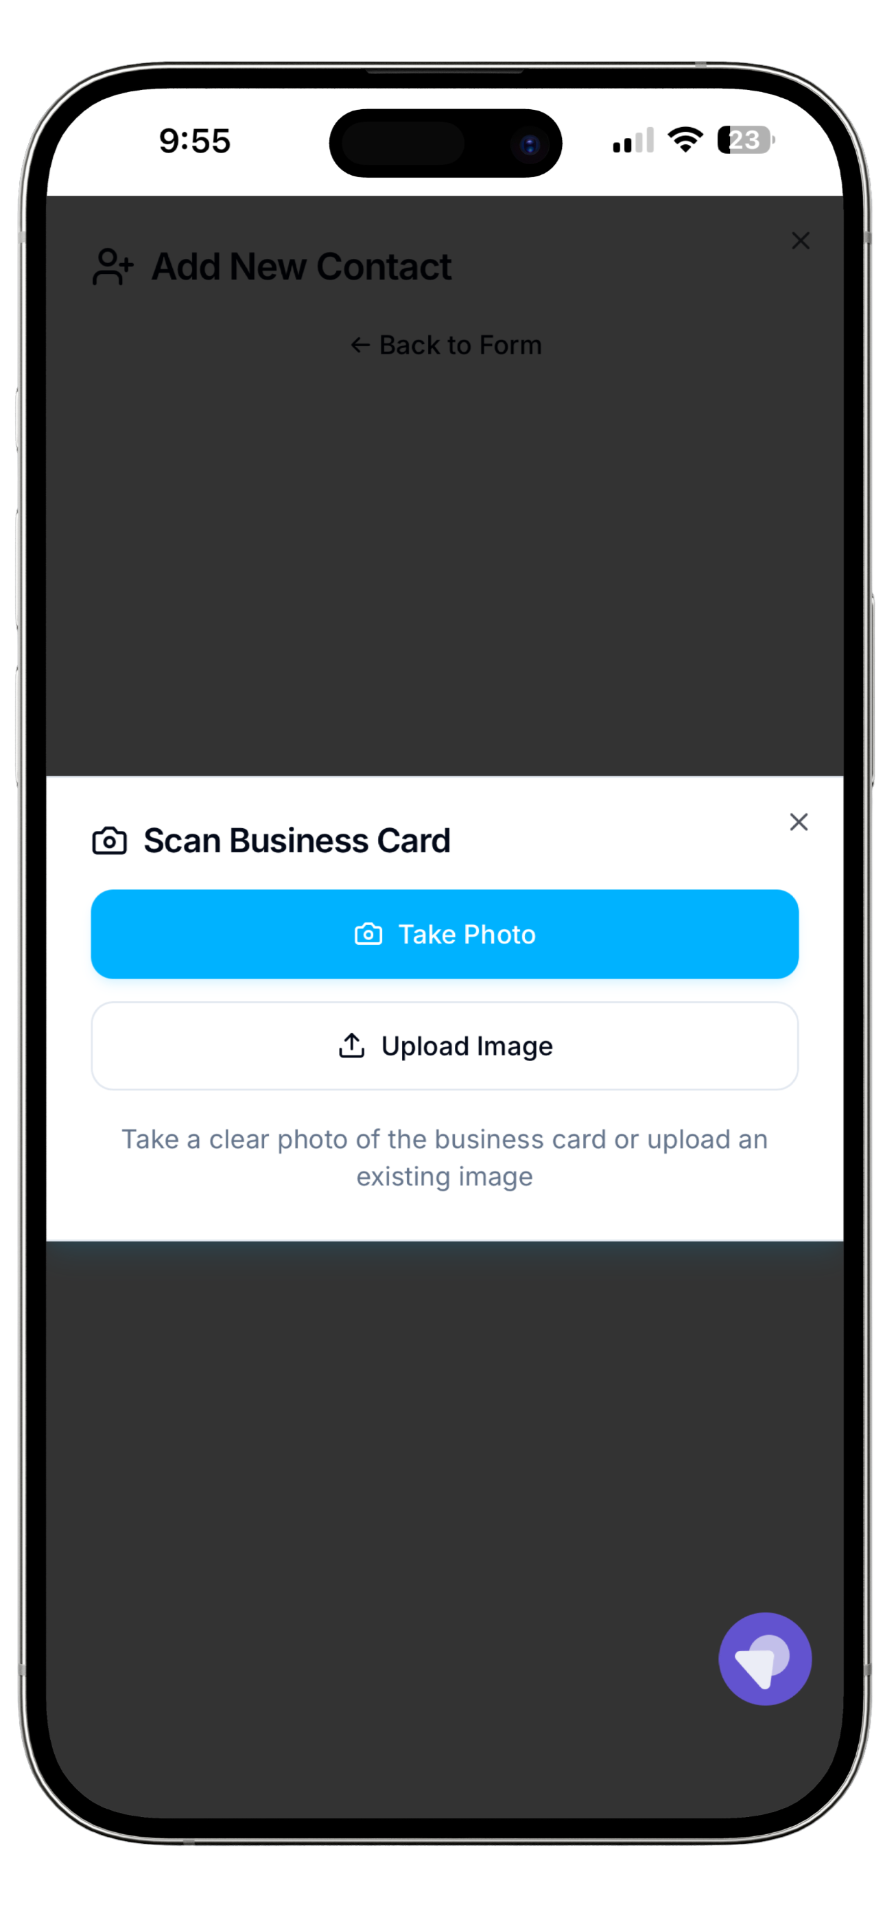 9:55
23
Add New Contact
← Back to Form
Scan Business Card
Take Photo
Upload Image
Take a clear photo of the business card or upload an
existing image